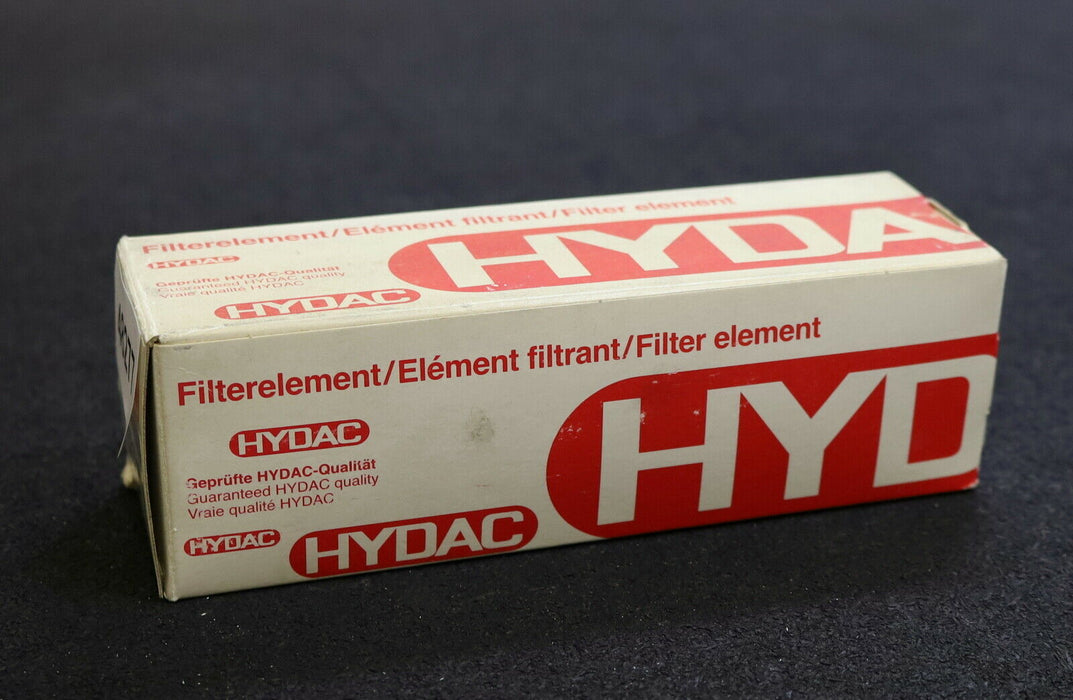 Filterelement/Elément filtrant/Filter element
HYDAC
HYDA
Geprüfte HYDAC-Qualität
Guaranteed HYDAC quality
Vraie qualité HYDAC
HYDAC
Filterelement/Elément filtrant/Filter element
HYD
HYDAC
Geprüfte HYDAC-Qualität
Guaranteed HYDAC quality
Vraie qualité HYDAC
HYDAC
HYDAC